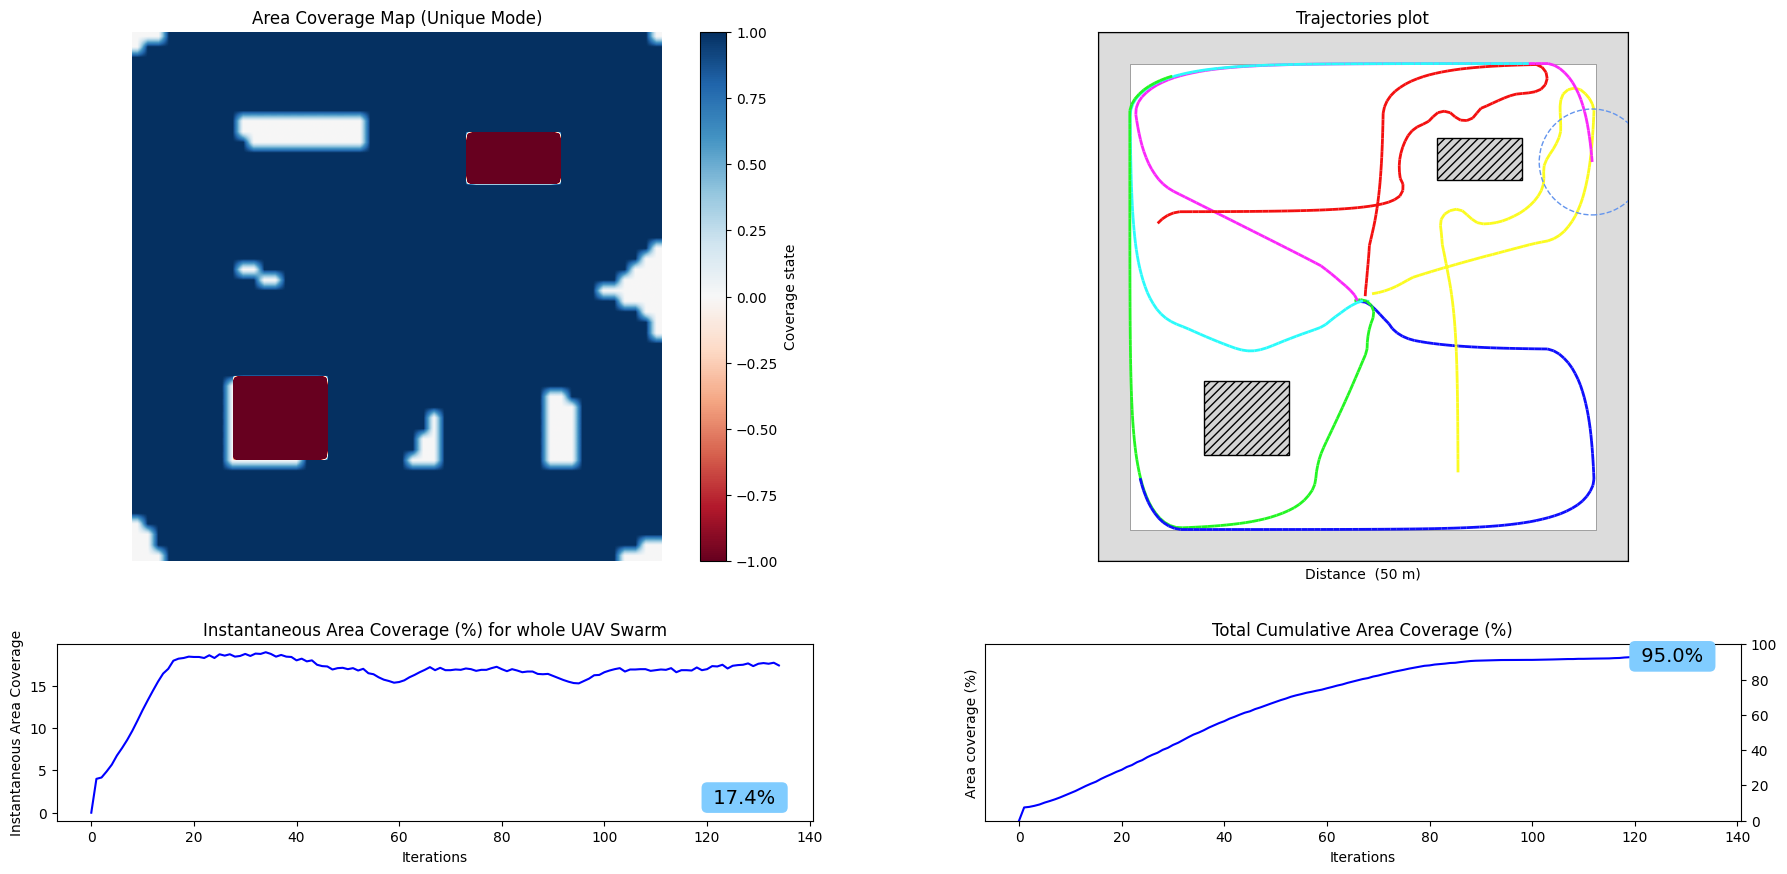 Area Coverage Map (Unique Mode)
1.00
0.75
0.50
0.25
0.00
−0.25
−0.50
−0.75
−1.00
Coverage state
Trajectories plot
Distance  (50 m)
Instantaneous Area Coverage (%) for whole UAV Swarm
Instantaneous Area Coverage
15
10
5
0
17.4%
0 20 40 60 80 100 120 140
Iterations
Total Cumulative Area Coverage (%)
Area coverage (%)
95.0%
100
80
60
40
20
0
0 20 40 60 80 100 120 140
Iterations